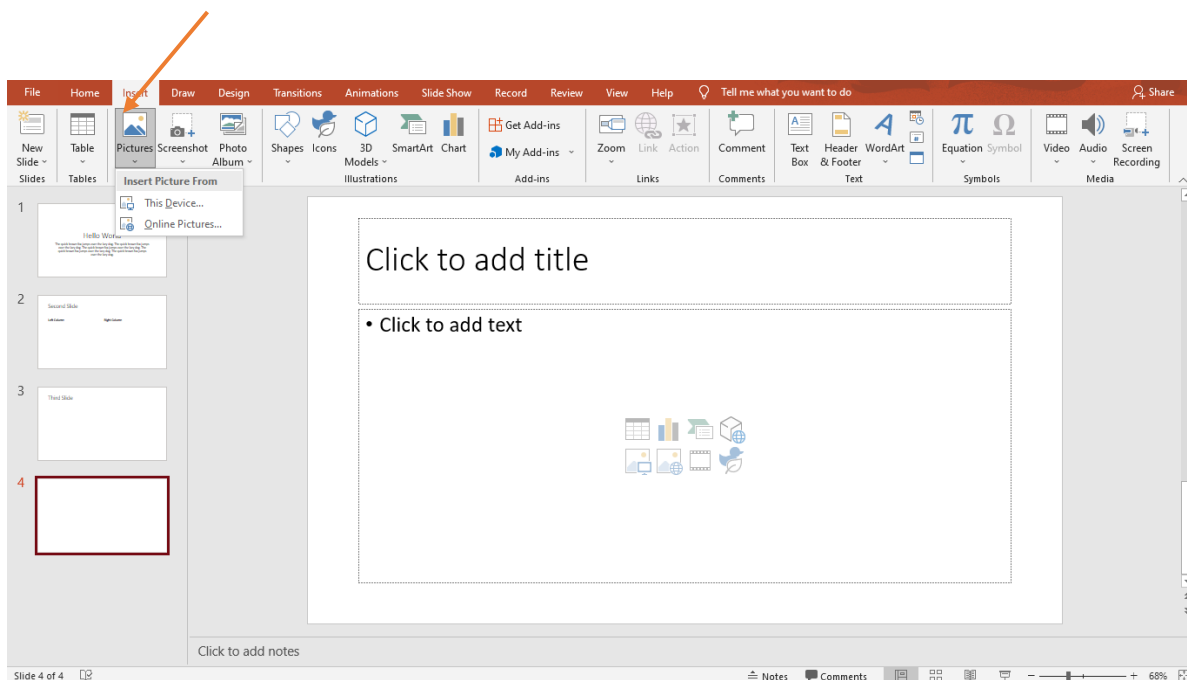 File Home Insert Draw Design Transitions Animations Slide Show Record Review View Help Tell me what you want to do Share
New Slide Table Pictures Screenshot Photo Album Shapes Icons 3D Models SmartArt Chart Get Add-ins My Add-ins Zoom Link Action Comment Text Box Header & Footer WordArt Equation Symbol Video Audio Screen Recording
Slides Tables Illustrations Add-ins Links Comments Text Symbols Media
Insert Picture From
This Device...
Online Pictures...
1
Hello
2
Second Slide
Left Column Right Column
3
Third Slide
4
Click to add title
• Click to add text
Click to add notes
Slide 4 of 4 Notes Comments 68%